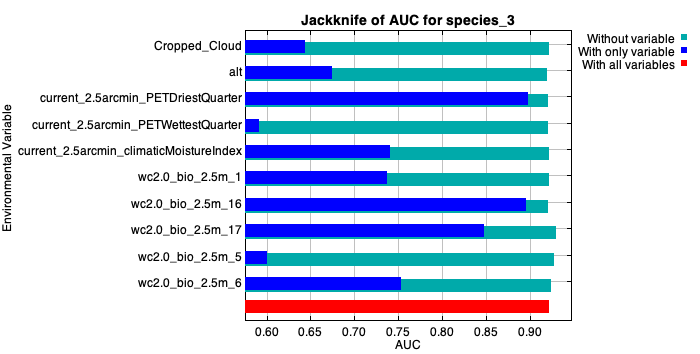 Jackknife of AUC for species_3
Without variable
With only variable
With all variables
Environmental Variable
Cropped_Cloud
alt
current_2.5arcmin_PETDriestQuarter
current_2.5arcmin_PETWettestQuarter
current_2.5arcmin_climaticMoistureIndex
wc2.0_bio_2.5m_1
wc2.0_bio_2.5m_16
wc2.0_bio_2.5m_17
wc2.0_bio_2.5m_5
wc2.0_bio_2.5m_6
0.60 0.65 0.70 0.75 0.80 0.85 0.90
AUC